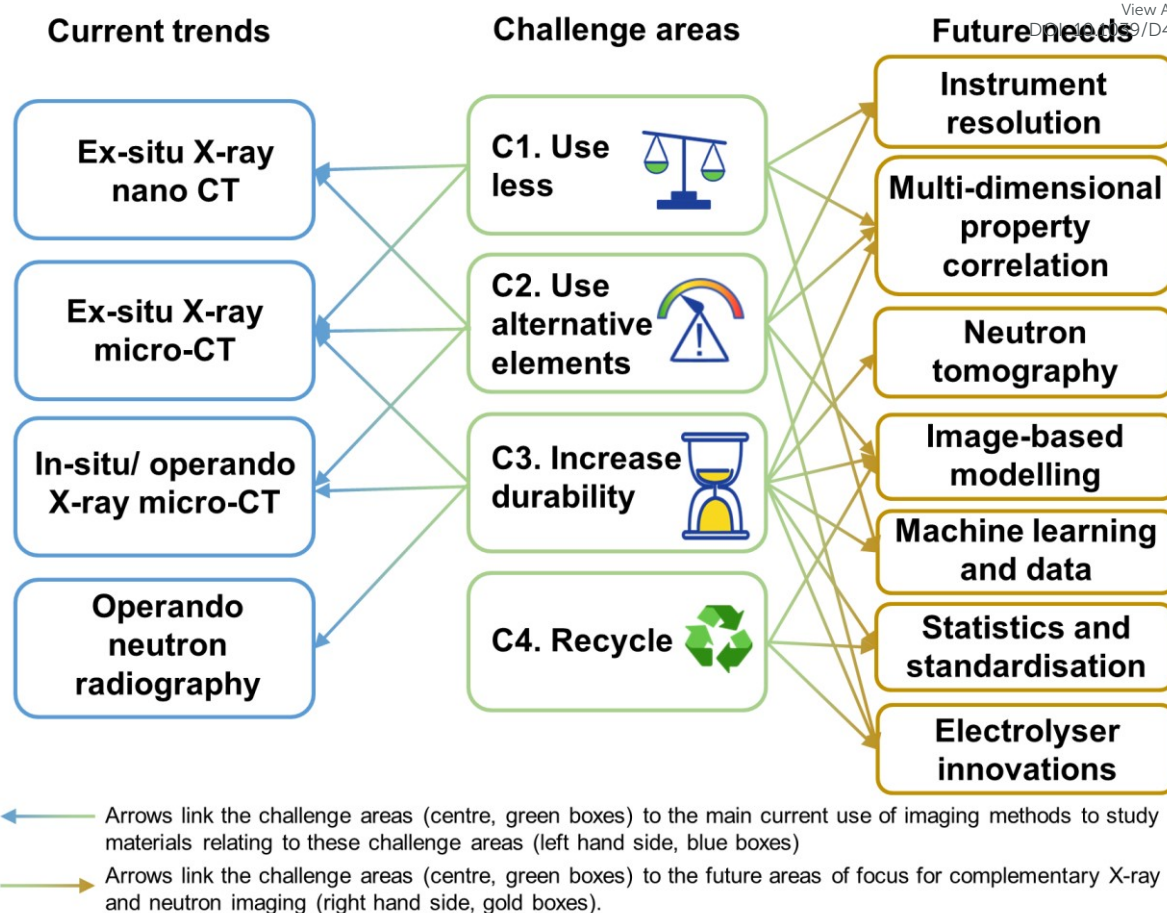 View A
DOI: 10.1039/D4
Current trends
Challenge areas
Future needs
Ex-situ X-ray
nano CT
Ex-situ X-ray
micro-CT
In-situ/ operando
X-ray micro-CT
Operando
neutron
radiography
C1. Use
less
C2. Use
alternative
elements
!
C3. Increase
durability
C4. Recycle
Instrument
resolution
Multi-dimensional
property
correlation
Neutron
tomography
Image-based
modelling
Machine learning
and data
Statistics and
standardisation
Electrolyser
innovations
Arrows link the challenge areas (centre, green boxes) to the main current use of imaging methods to study
materials relating to these challenge areas (left hand side, blue boxes)
Arrows link the challenge areas (centre, green boxes) to the future areas of focus for complementary X-ray
and neutron imaging (right hand side, gold boxes).